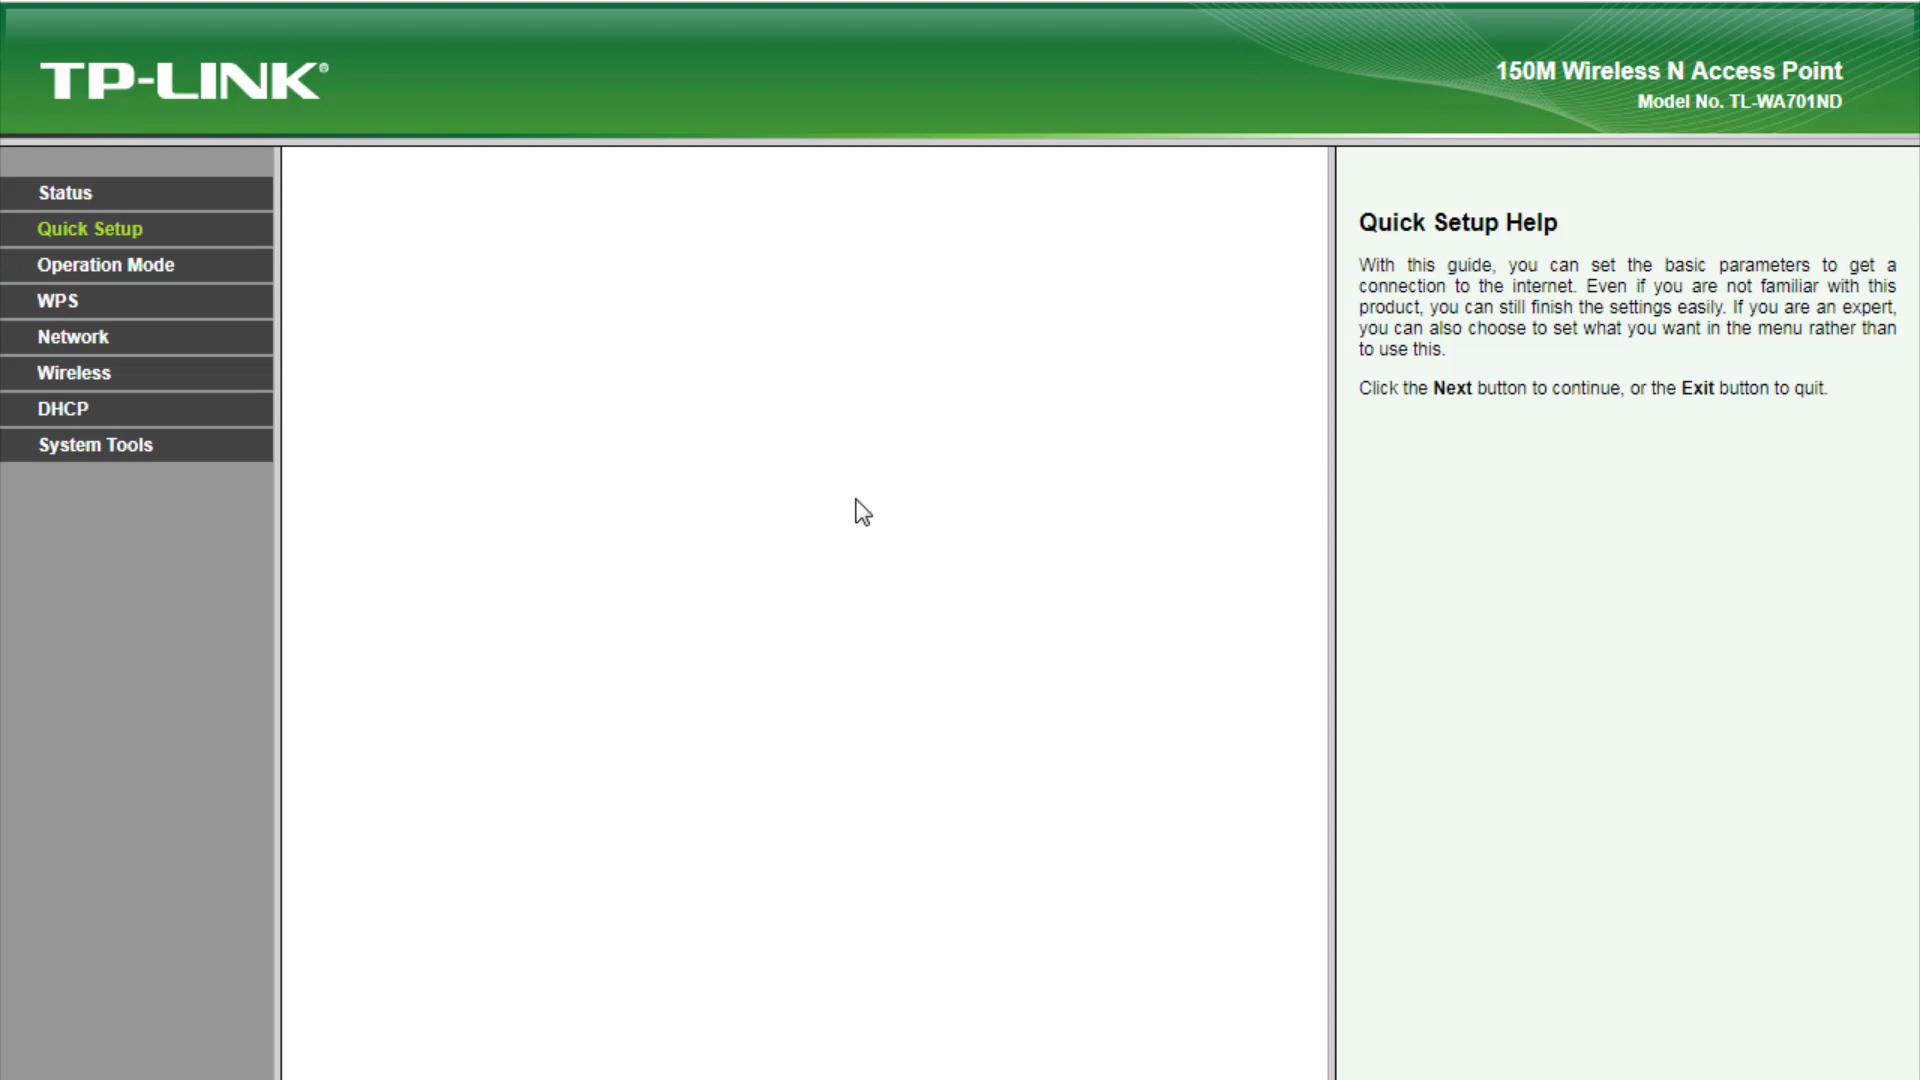 TP-LINK®
150M Wireless N Access Point
Model No. TL-WA701ND
Status
Quick Setup
Operation Mode
WPS
Network
Wireless
DHCP
System Tools
Quick Setup Help
With this guide, you can set the basic parameters to get a
connection to the internet. Even if you are not familiar with this
product, you can still finish the settings easily. If you are an expert,
you can also choose to set what you want in the menu rather than
to use this.
Click the Next button to continue, or the Exit button to quit.